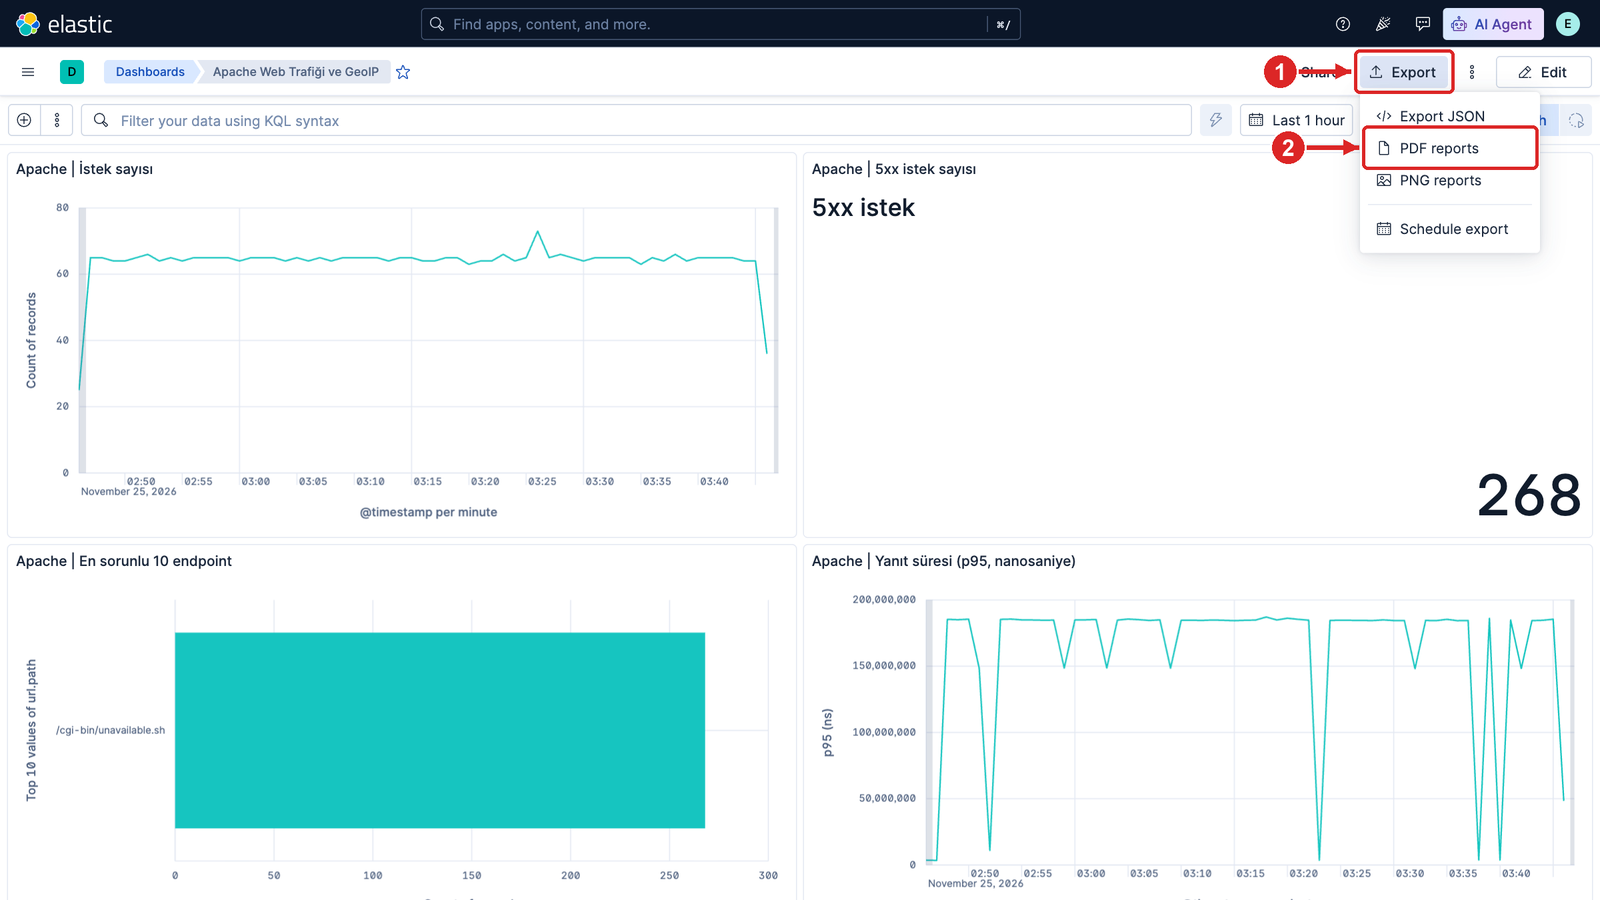 elastic
Find apps, content, and more.
⌘/
AI Agent
E
D
Dashboards
Apache Web Trafiği ve GeoIP
1
Export
Edit
Filter your data using KQL syntax
Last 1 hour
2
Export JSON
PDF reports
PNG reports
Schedule export
Apache | İstek sayısı
Count of records
80
60
40
20
0
02:50 02:55 03:00 03:05 03:10 03:15 03:20 03:25 03:30 03:35 03:40
November 25, 2026
@timestamp per minute
Apache | 5xx istek sayısı
5xx istek
268
Apache | En sorunlu 10 endpoint
Top 10 values of url.path
/cgi-bin/unavailable.sh
0 50 100 150 200 250 300
Apache | Yanıt süresi (p95, nanosaniye)
p95 (ns)
200,000,000
150,000,000
100,000,000
50,000,000
0
02:50 02:55 03:00 03:05 03:10 03:15 03:20 03:25 03:30 03:35 03:40
November 25, 2026